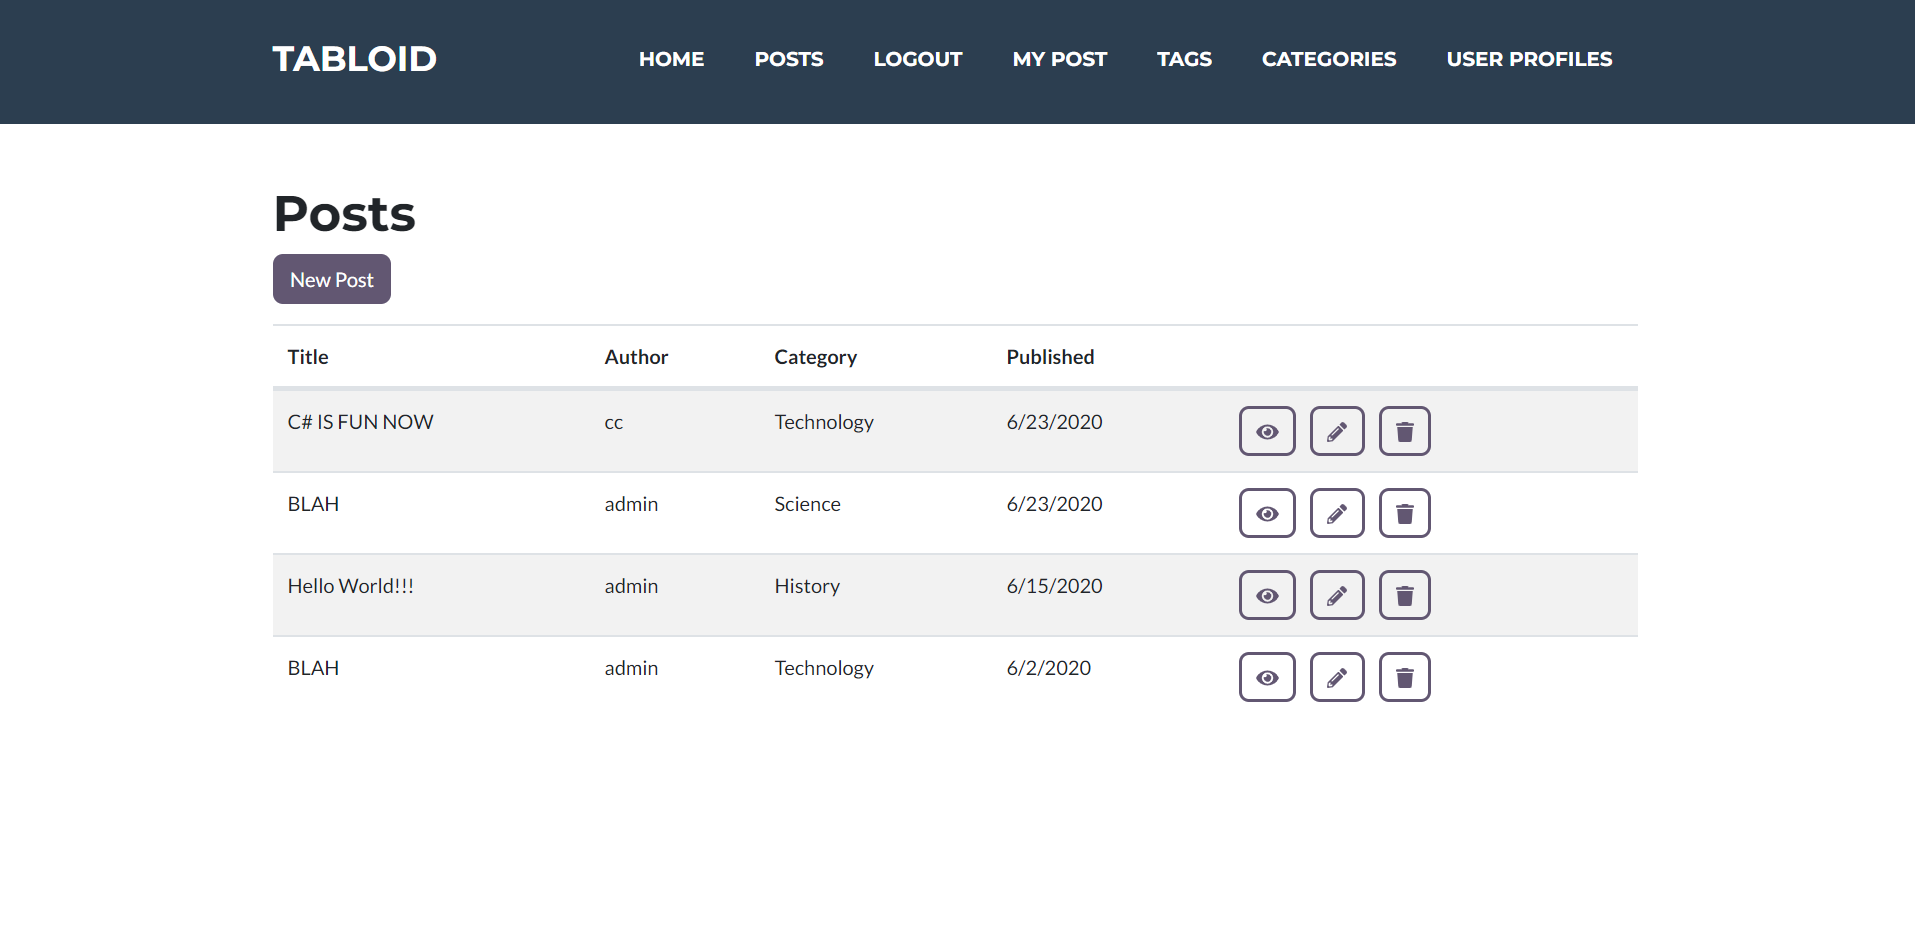 TABLOID HOME POSTS LOGOUT MY POST TAGS CATEGORIES USER PROFILES
Posts
New Post
Title Author Category Published
C# IS FUN NOW cc Technology 6/23/2020
BLAH admin Science 6/23/2020
Hello World!!! admin History 6/15/2020
BLAH admin Technology 6/2/2020